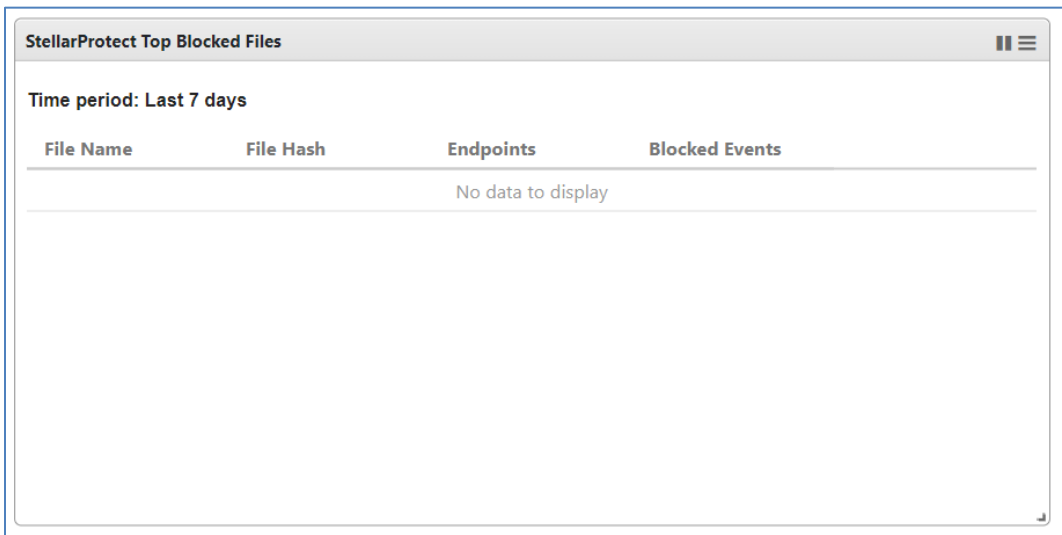 StellarProtect Top Blocked Files
Time period: Last 7 days
File Name File Hash Endpoints Blocked Events
No data to display